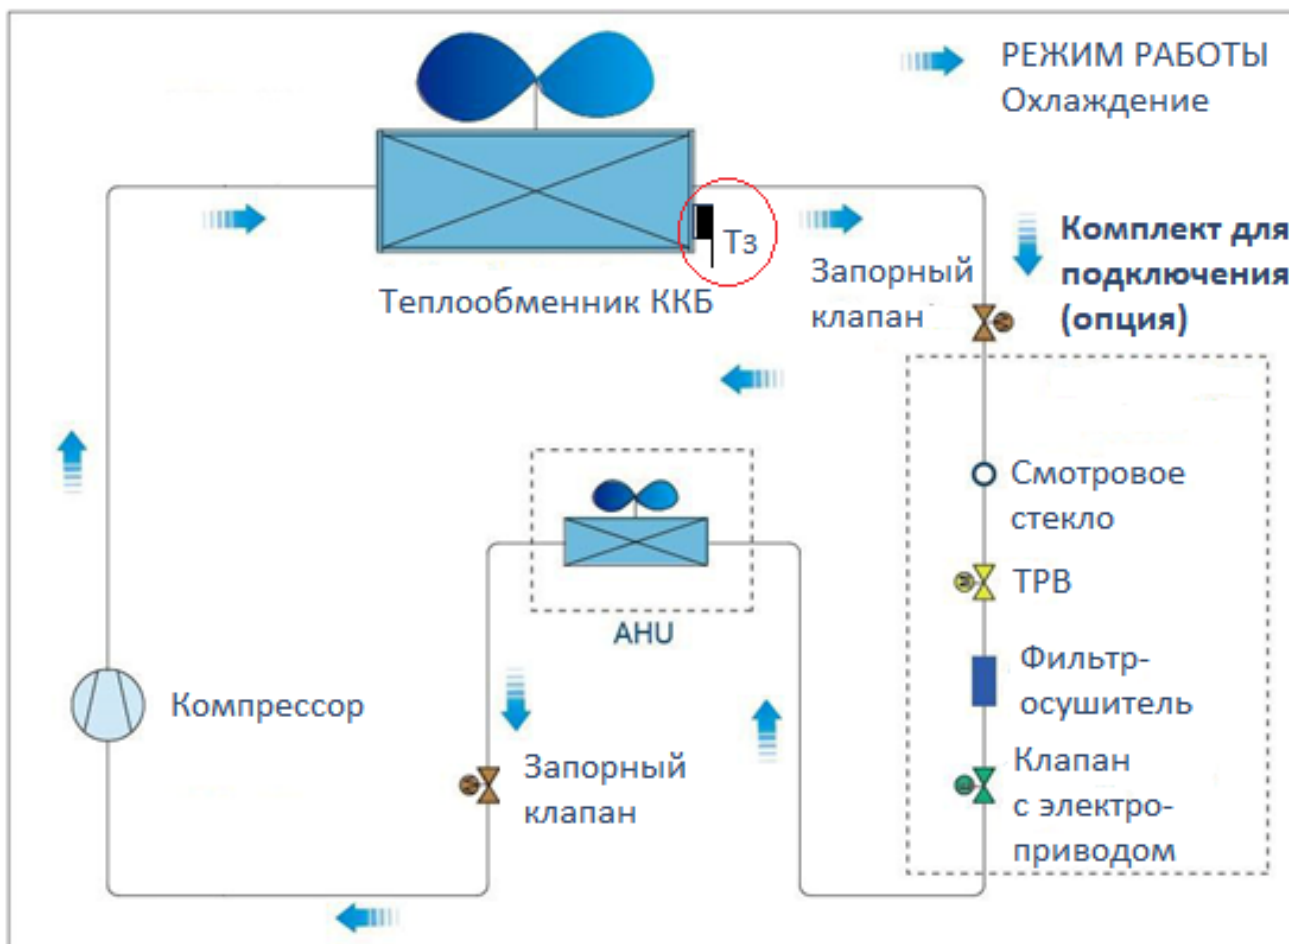 РЕЖИМ РАБОТЫ
Охлаждение
Тз
Теплообменник ККБ
Запорный
клапан
Комплект для
подключения
(опция)
Смотровое
стекло
ТРВ
Фильтр-
осушитель
Клапан
с электро-
приводом
AHU
Компрессор
Запорный
клапан